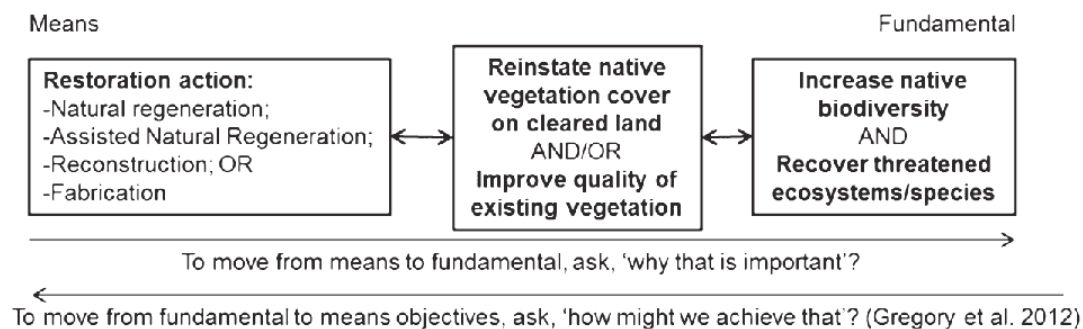 Means
Fundamental
Restoration action:
-Natural regeneration;
-Assisted Natural Regeneration;
-Reconstruction; OR
-Fabrication
Reinstate native
vegetation cover
on cleared land
AND/OR
Improve quality of
existing vegetation
Increase native
biodiversity
AND
Recover threatened
ecosystems/species
To move from means to fundamental, ask, 'why that is important'?
To move from fundamental to means objectives, ask, 'how might we achieve that'? (Gregory et al. 2012)